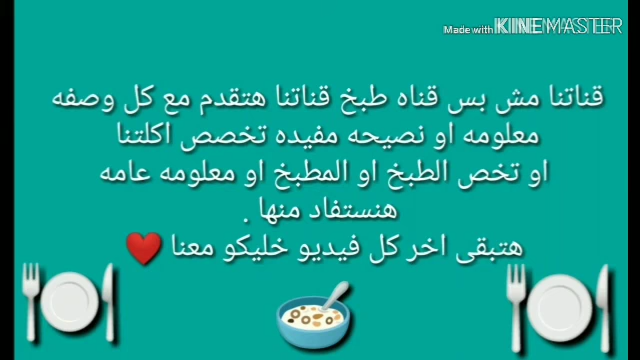 Made with KINEMASTER
قناتنا مش بس قناه طبخ قناتنا هتقدم مع كل وصفه
معلومه او نصيحه مفيده تخصص اكلتنا
او تخص الطبخ او المطبخ او معلومه عامه
هنستفاد منها .
هتبقى اخر كل فيديو خليكو معنا ❤️